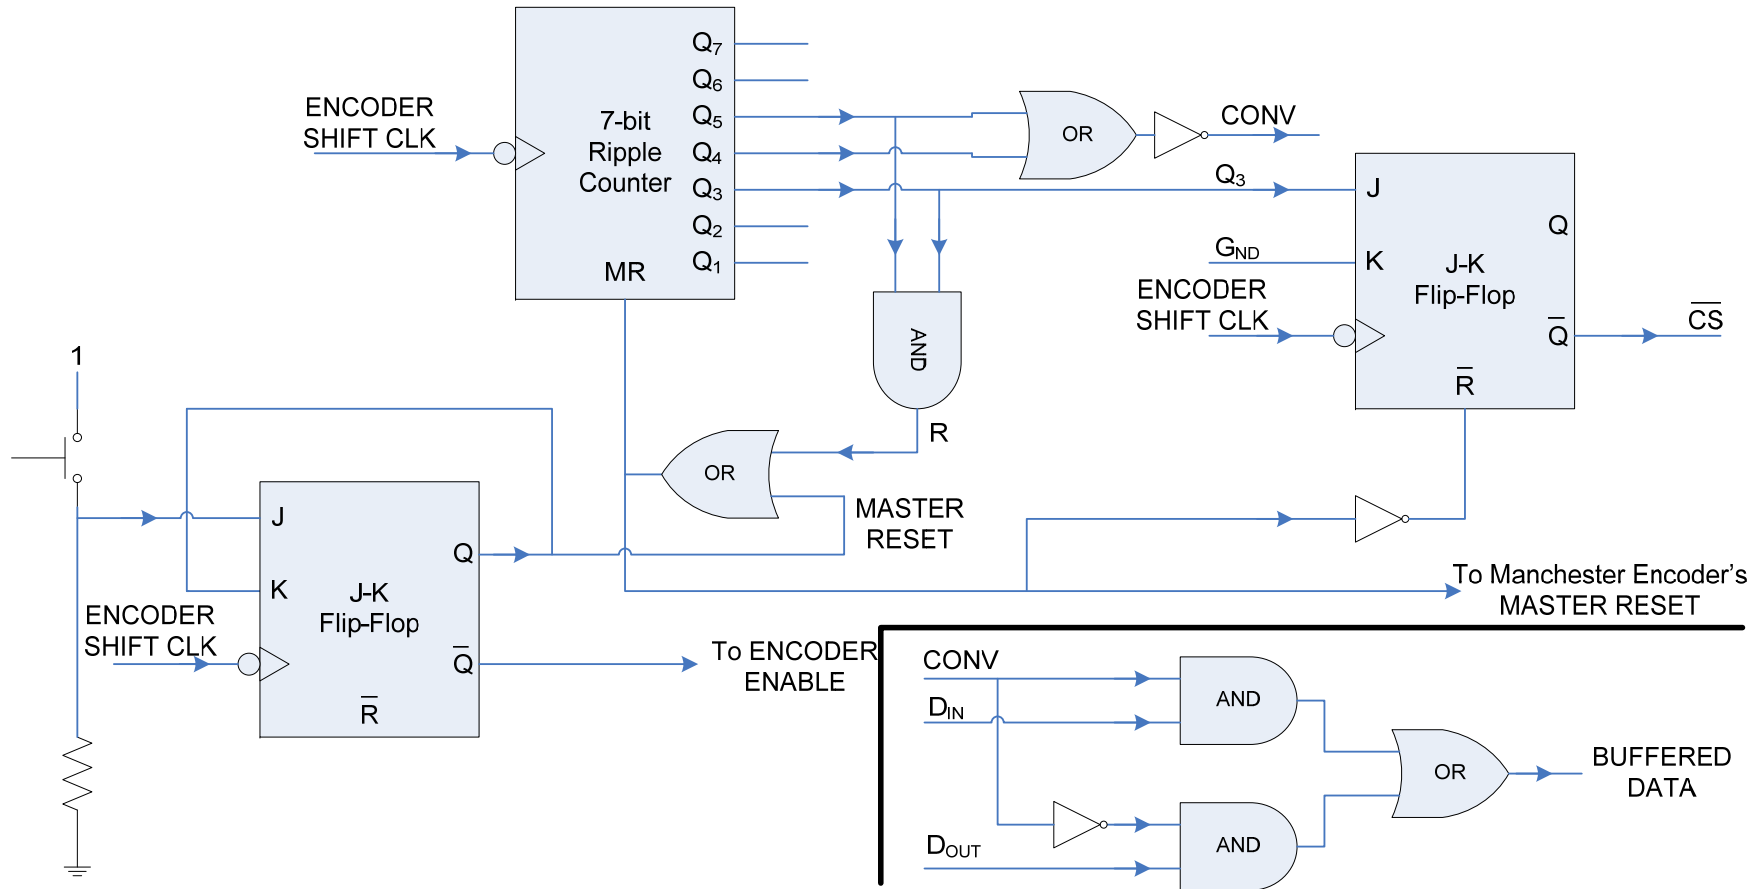 Q7
Q6
Q5
Q4
Q3
Q2
Q1
7-bit
Ripple
Counter
MR
ENCODER
SHIFT CLK
OR
CONV
Q3
GND
ENCODER
SHIFT CLK
J
K
Q
J-K
Flip-Flop
Q̅
R̅
C̅S̅
AND
R
OR
MASTER
RESET
1
J
K
Q
J-K
Flip-Flop
Q̅
R̅
ENCODER
SHIFT CLK
To ENCODER
ENABLE
To Manchester Encoder's
MASTER RESET
CONV
DIN
DOUT
AND
AND
OR
BUFFERED
DATA